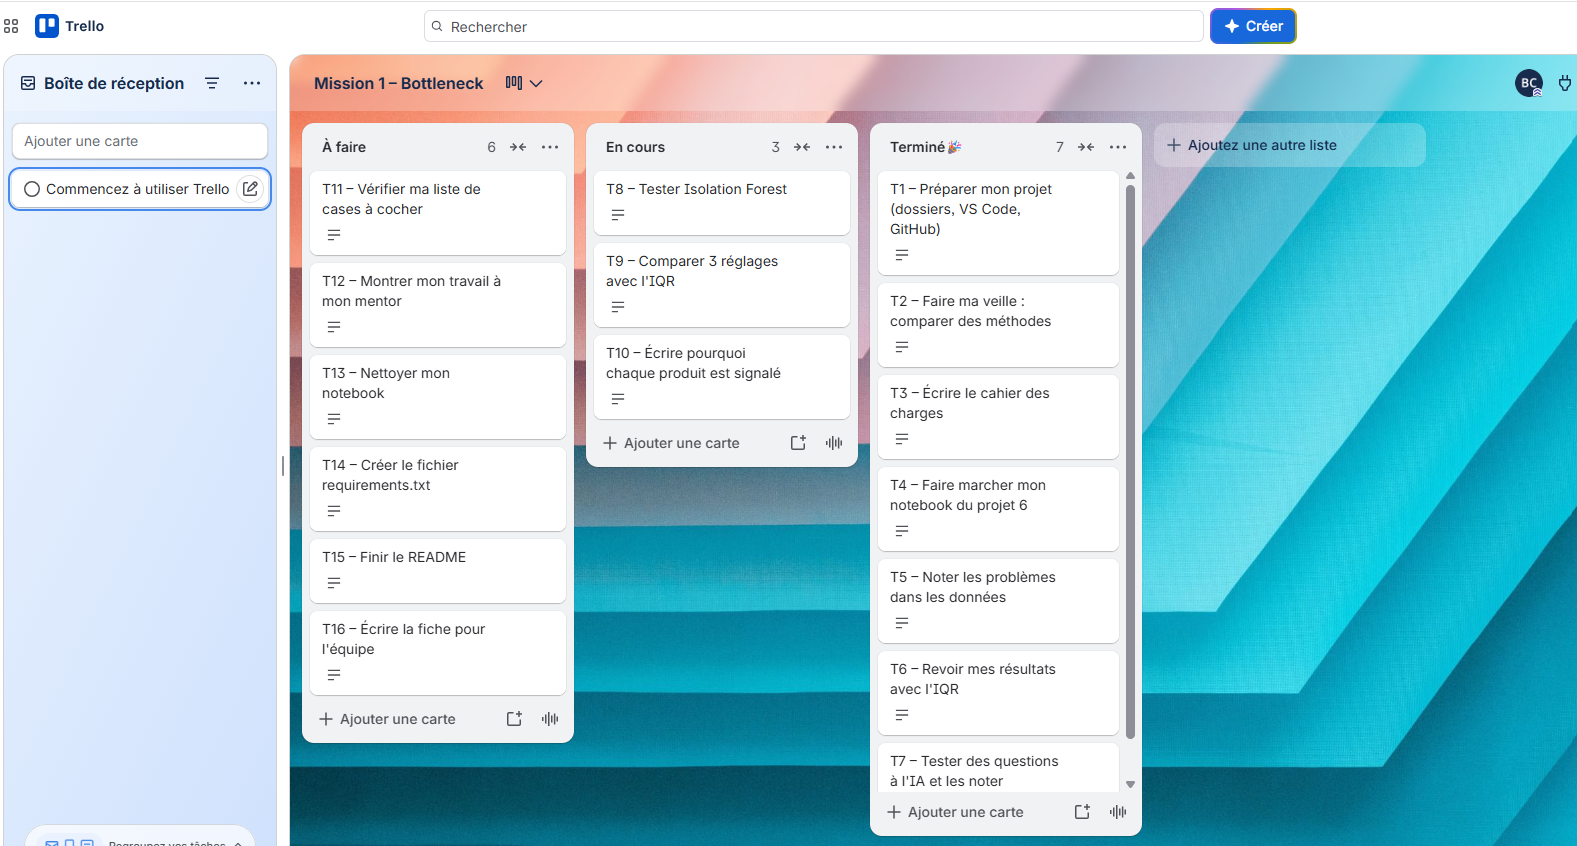 Trello
Rechercher
Créer
Boîte de réception
Ajouter une carte
Commencez à utiliser Trello
Mission 1 – Bottleneck
BC
À faire
6
T11 – Vérifier ma liste de
cases à cocher
T12 – Montrer mon travail à
mon mentor
T13 – Nettoyer mon
notebook
T14 – Créer le fichier
requirements.txt
T15 – Finir le README
T16 – Écrire la fiche pour
l'équipe
Ajouter une carte
En cours
3
T8 – Tester Isolation Forest
T9 – Comparer 3 réglages
avec l'IQR
T10 – Écrire pourquoi
chaque produit est signalé
Ajouter une carte
Terminé🎉
7
T1 – Préparer mon projet
(dossiers, VS Code,
GitHub)
T2 – Faire ma veille :
comparer des méthodes
T3 – Écrire le cahier des
charges
T4 – Faire marcher mon
notebook du projet 6
T5 – Noter les problèmes
dans les données
T6 – Revoir mes résultats
avec l'IQR
T7 – Tester des questions
à l'IA et les noter
Ajouter une carte
Ajoutez une autre liste
Regroupez vos tâches